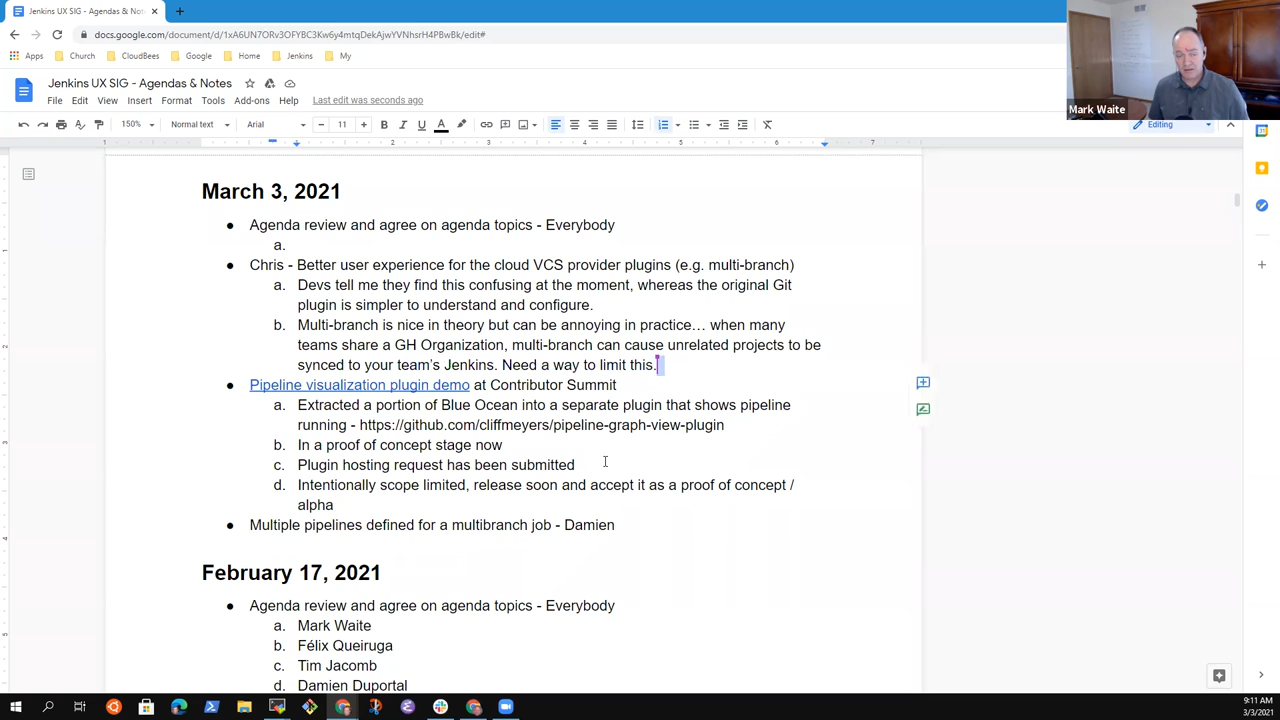 Jenkins UX SIG - Agendas & Note
docs.google.com/document/d/1xA6UN7ORv3OFYBC3Kw6y4mtqDekAjwYVNhsrH4PBwBk/edit#
Apps Church CloudBees Google Home Jenkins My
Jenkins UX SIG - Agendas & Notes
File Edit View Insert Format Tools Add-ons Help Last edit was seconds ago
Mark Waite
150% Normal text Arial 11 Editing
1 1 2 3 4 5 6 7
March 3, 2021
● Agenda review and agree on agenda topics - Everybody
a.
● Chris - Better user experience for the cloud VCS provider plugins (e.g. multi-branch)
a. Devs tell me they find this confusing at the moment, whereas the original Git
plugin is simpler to understand and configure.
b. Multi-branch is nice in theory but can be annoying in practice… when many
teams share a GH Organization, multi-branch can cause unrelated projects to be
synced to your team's Jenkins. Need a way to limit this.
● Pipeline visualization plugin demo at Contributor Summit
a. Extracted a portion of Blue Ocean into a separate plugin that shows pipeline
running - https://github.com/cliffmeyers/pipeline-graph-view-plugin
b. In a proof of concept stage now
c. Plugin hosting request has been submitted
d. Intentionally scope limited, release soon and accept it as a proof of concept /
alpha
● Multiple pipelines defined for a multibranch job - Damien
February 17, 2021
● Agenda review and agree on agenda topics - Everybody
a. Mark Waite
b. Félix Queiruga
c. Tim Jacomb
d. Damien Duportal
9:11 AM
3/3/2021